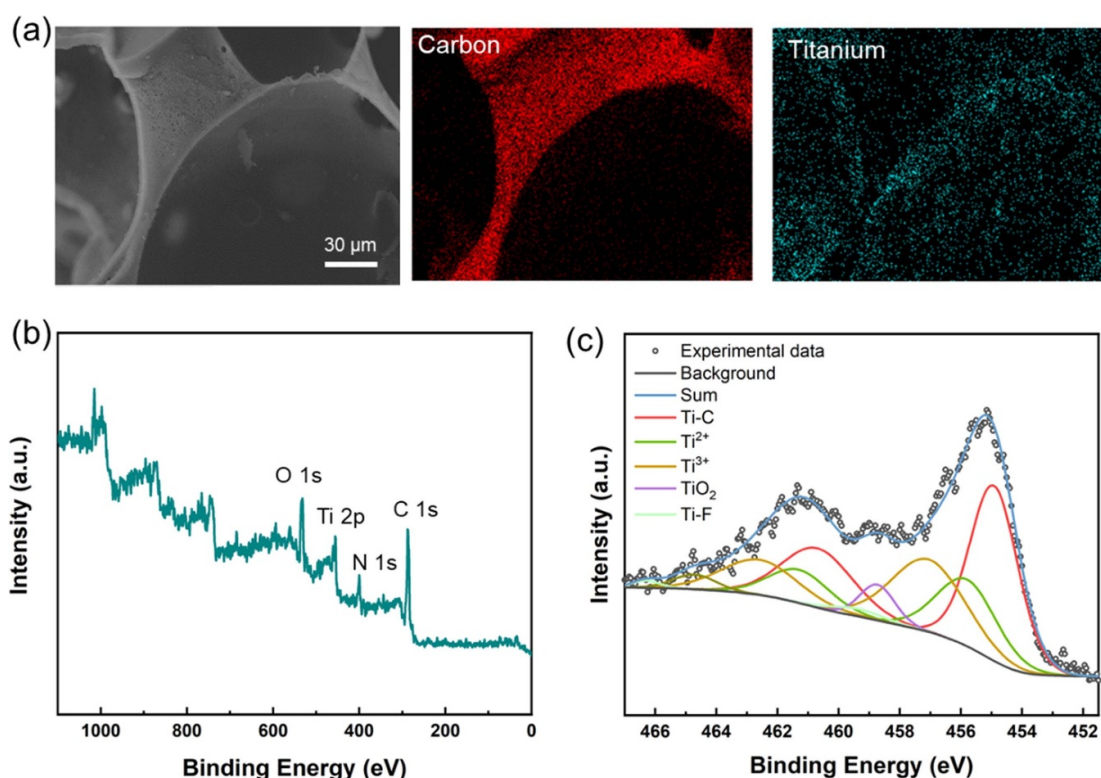 (a)
Carbon
Titanium
30 μm
(b)
O 1s
Ti 2p
N 1s
C 1s
Intensity (a.u.)
1000 800 600 400 200 0
Binding Energy (eV)
(c)
Experimental data
Background
Sum
Ti-C
Ti²⁺
Ti³⁺
TiO₂
Ti-F
Intensity (a.u.)
466 464 462 460 458 456 454 452
Binding Energy (eV)